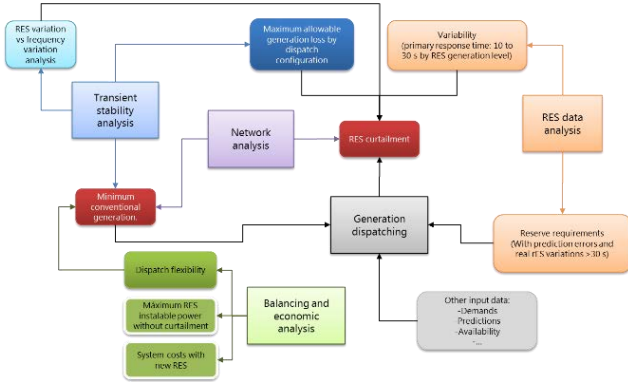 RES variation
vs frequency
variation
analysis
Maximum allowable
generation loss by
dispatch
configuration
Variability
(primary response time: 10 to
30 s by RES generation level)
Transient
stability
analysis
Network
analysis
RES curtailment
RES data
analysis
Minimum
conventional
generation.
Generation
dispatching
Reserve requirements
(With prediction errors and
real rES variations >30 s)
Dispatch flexibility
Máximum RES
instalable power
without curtailment
System costs with
new RES
Balancing and
economic
analysis
Other input data:
-Demands
-Predictions
-Availability
-...